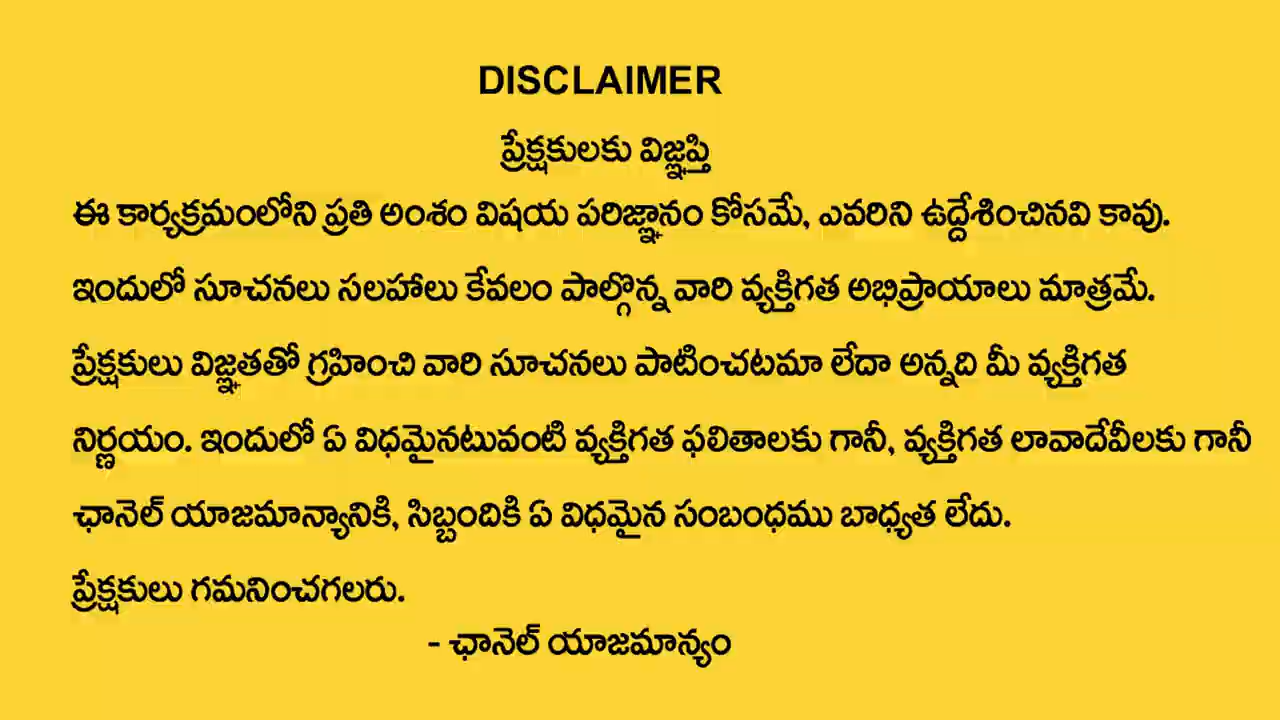 DISCLAIMER
ప్రేక్షకులకు విజ్ఞప్తి
ఈ కార్యక్రమంలోని ప్రతి అంశం విషయ పరిజ్ఞానం కోసమే, ఎవరిని ఉద్దేశించినవి కావు.
ఇందులో సూచనలు సలహాలు కేవలం పాల్గొన్న వారి వ్యక్తిగత అభిప్రాయాలు మాత్రమే.
ప్రేక్షకులు విజ్ఞతతో గ్రహించి వారి సూచనలు పాటించటమా లేదా అన్నది మీ వ్యక్తిగత
నిర్ణయం. ఇందులో ఏ విధమైనటువంటి వ్యక్తిగత ఫలితాలకు గానీ, వ్యక్తిగత లావాదేవీలకు గానీ
ఛానెల్ యాజమాన్యానికి, సిబ్బందికి ఏ విధమైన సంబంధము బాధ్యత లేదు.
ప్రేక్షకులు గమనించగలరు.
- ఛానెల్ యాజమాన్యం